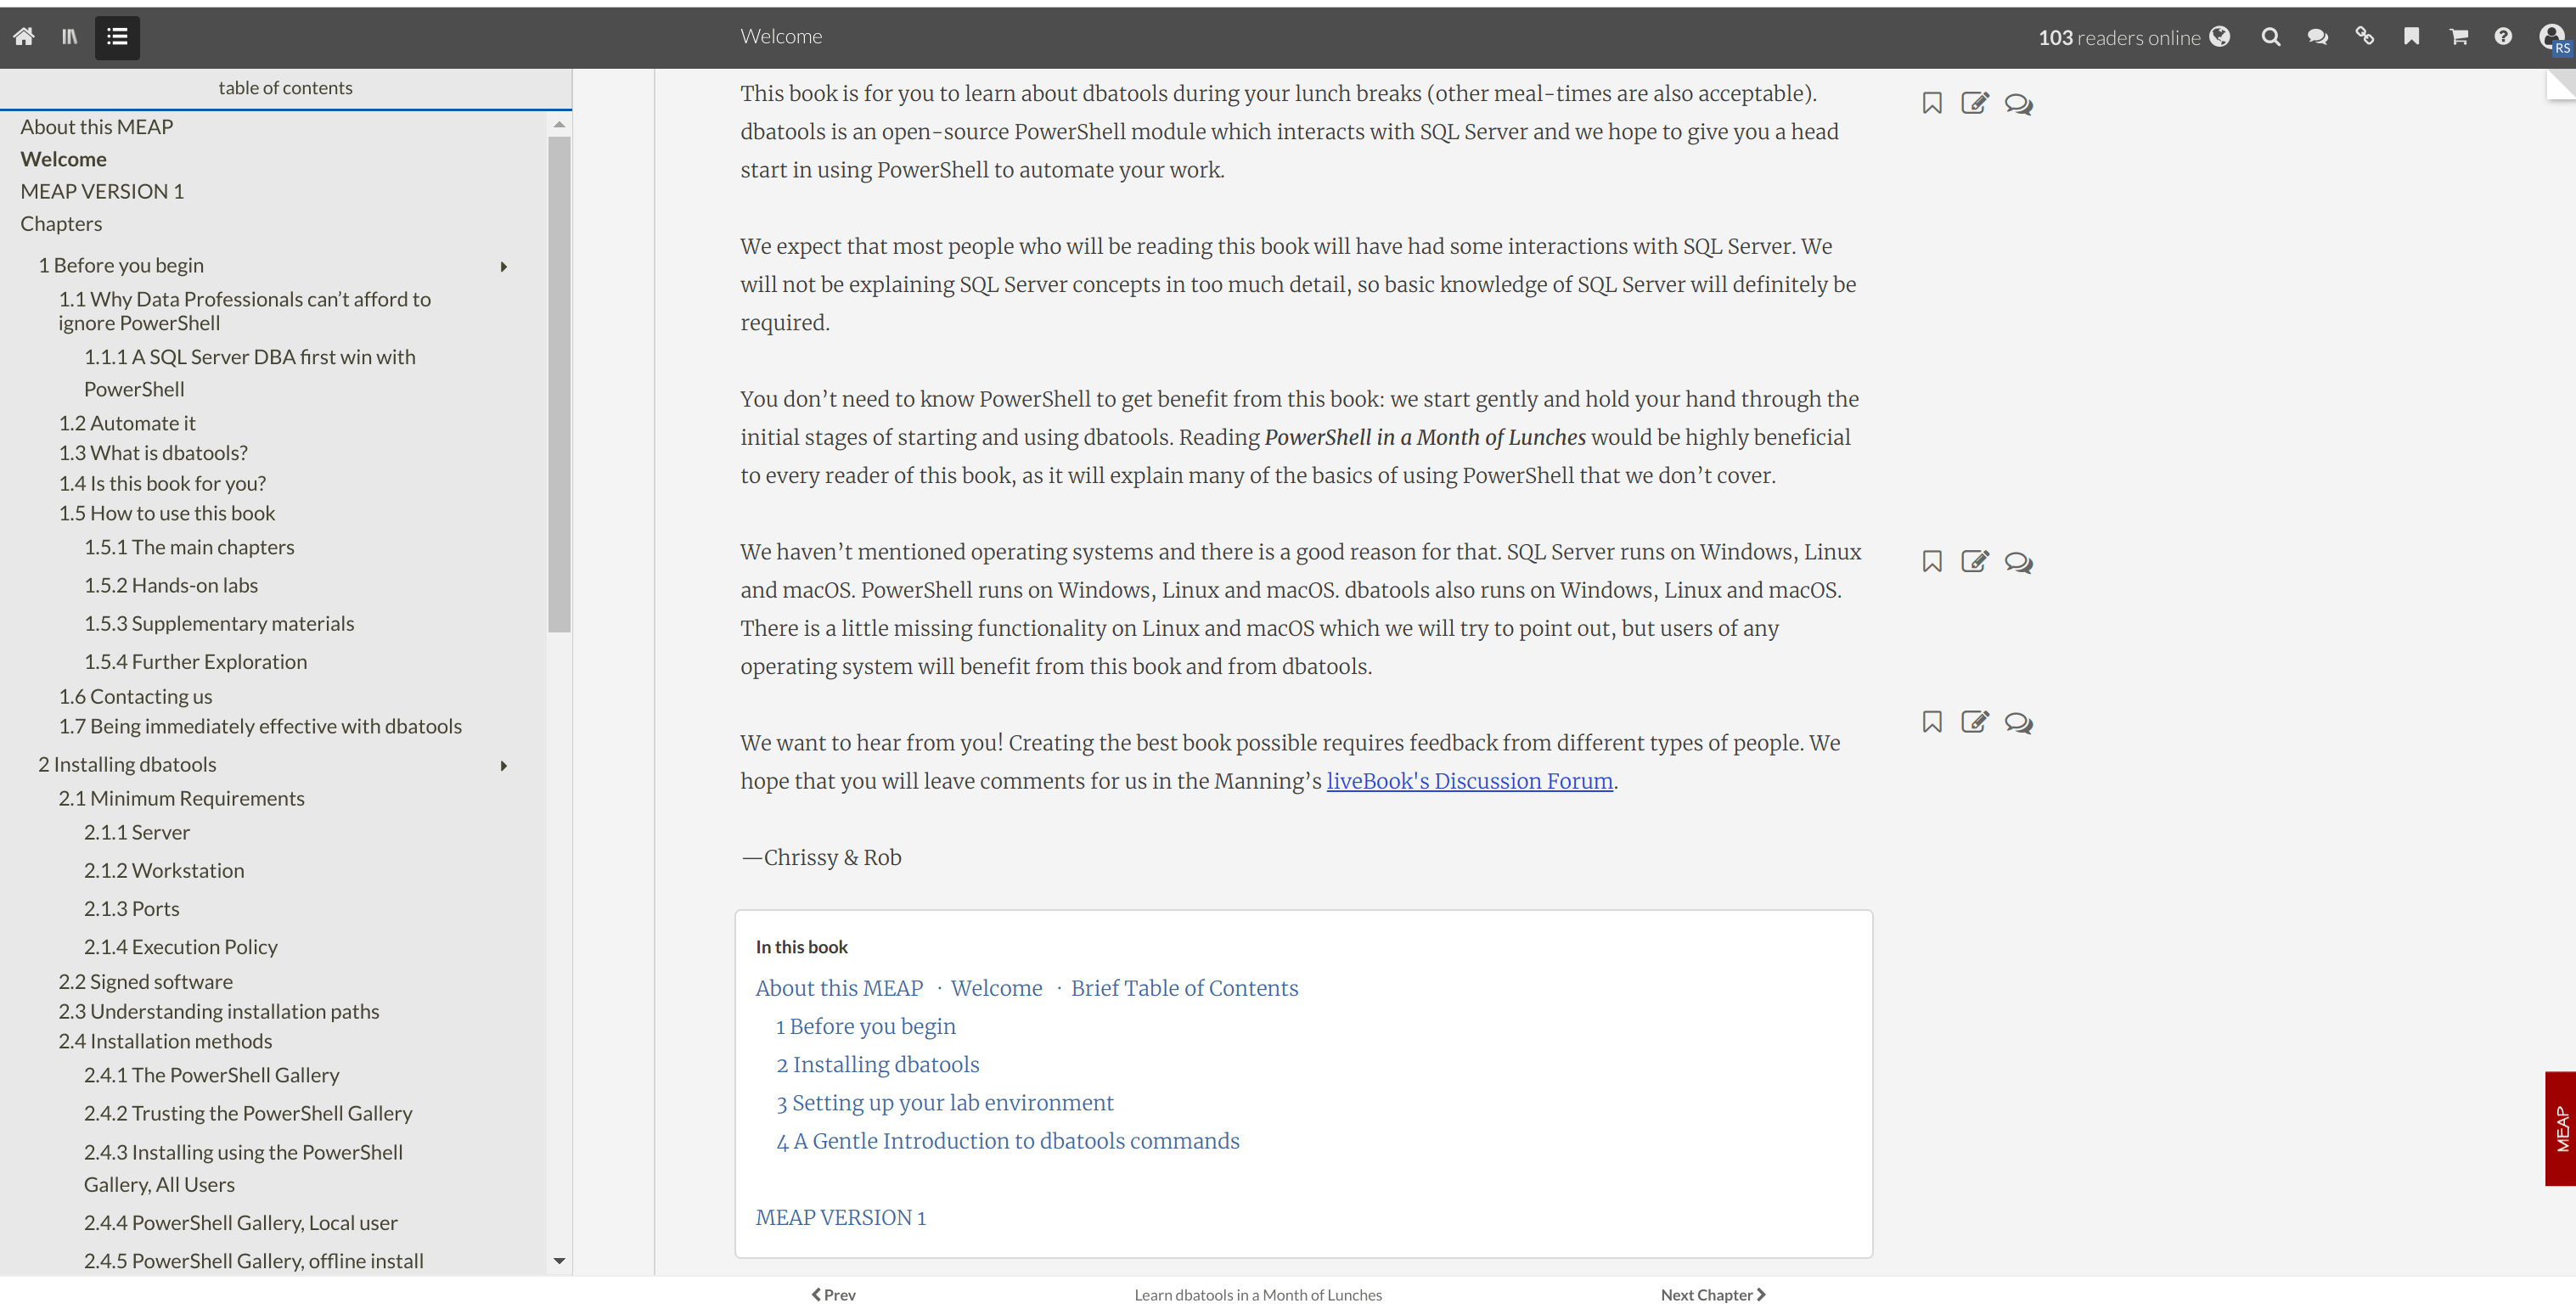 Welcome
103 readers online
RS
table of contents
About this MEAP
Welcome
MEAP VERSION 1
Chapters
1 Before you begin
1.1 Why Data Professionals can’t afford to
ignore PowerShell
1.1.1 A SQL Server DBA first win with
PowerShell
1.2 Automate it
1.3 What is dbatools?
1.4 Is this book for you?
1.5 How to use this book
1.5.1 The main chapters
1.5.2 Hands-on labs
1.5.3 Supplementary materials
1.5.4 Further Exploration
1.6 Contacting us
1.7 Being immediately effective with dbatools
2 Installing dbatools
2.1 Minimum Requirements
2.1.1 Server
2.1.2 Workstation
2.1.3 Ports
2.1.4 Execution Policy
2.2 Signed software
2.3 Understanding installation paths
2.4 Installation methods
2.4.1 The PowerShell Gallery
2.4.2 Trusting the PowerShell Gallery
2.4.3 Installing using the PowerShell
Gallery, All Users
2.4.4 PowerShell Gallery, Local user
2.4.5 PowerShell Gallery, offline install
This book is for you to learn about dbatools during your lunch breaks (other meal-times are also acceptable).
dbatools is an open-source PowerShell module which interacts with SQL Server and we hope to give you a head
start in using PowerShell to automate your work.
We expect that most people who will be reading this book will have had some interactions with SQL Server. We
will not be explaining SQL Server concepts in too much detail, so basic knowledge of SQL Server will definitely be
required.
You don’t need to know PowerShell to get benefit from this book: we start gently and hold your hand through the
initial stages of starting and using dbatools. Reading PowerShell in a Month of Lunches would be highly beneficial
to every reader of this book, as it will explain many of the basics of using PowerShell that we don’t cover.
We haven’t mentioned operating systems and there is a good reason for that. SQL Server runs on Windows, Linux
and macOS. PowerShell runs on Windows, Linux and macOS. dbatools also runs on Windows, Linux and macOS.
There is a little missing functionality on Linux and macOS which we will try to point out, but users of any
operating system will benefit from this book and from dbatools.
We want to hear from you! Creating the best book possible requires feedback from different types of people. We
hope that you will leave comments for us in the Manning’s liveBook's Discussion Forum.
—Chrissy & Rob
In this book
About this MEAP · Welcome · Brief Table of Contents
1 Before you begin
2 Installing dbatools
3 Setting up your lab environment
4 A Gentle Introduction to dbatools commands
MEAP VERSION 1
MEAP
Prev
Learn dbatools in a Month of Lunches
Next Chapter